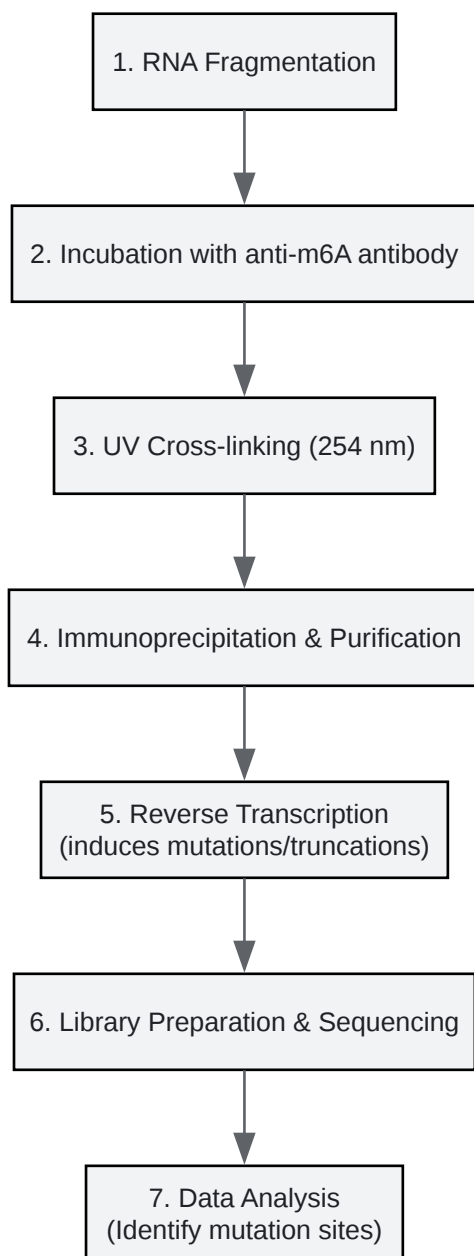 1. RNA Fragmentation
2. Incubation with anti-m6A antibody
3. UV Cross-linking (254 nm)
4. Immunoprecipitation & Purification
5. Reverse Transcription
(induces mutations/truncations)
6. Library Preparation & Sequencing
7. Data Analysis
(Identify mutation sites)